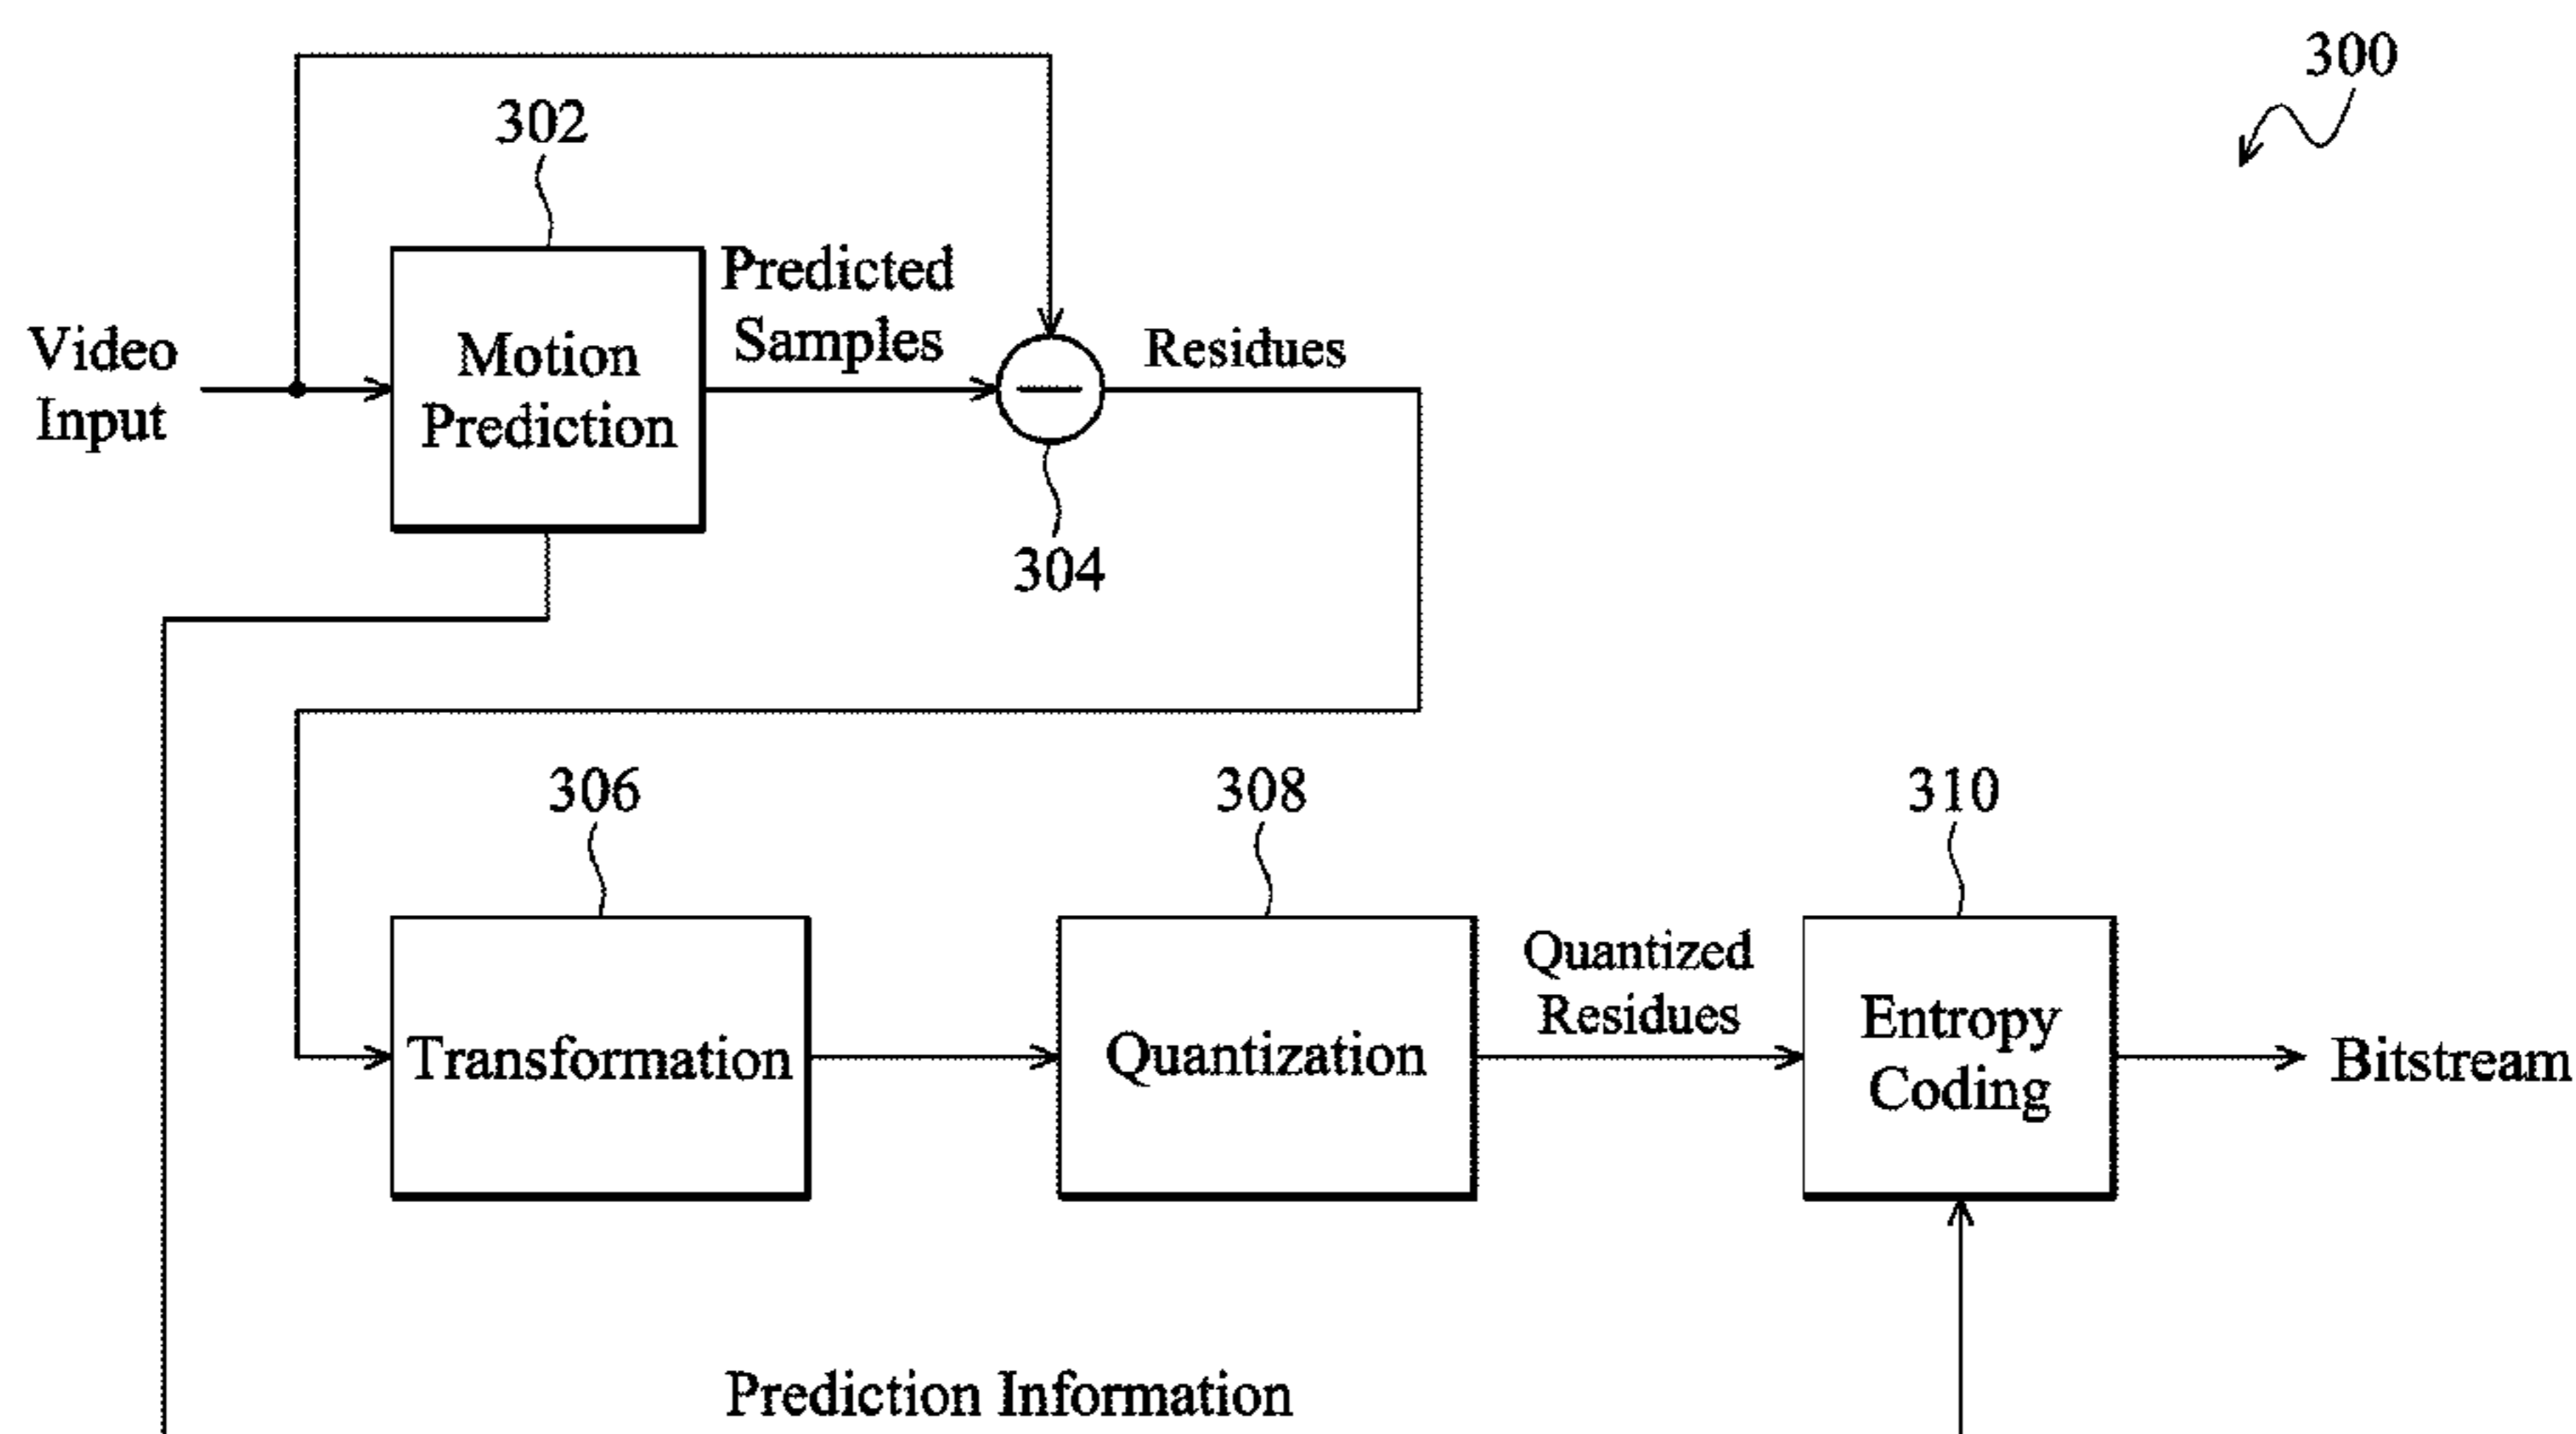 300
302
Predicted
Samples
Video
Input
Motion
Prediction
Residues
304
306
308
310
Transformation
Quantization
Quantized
Residues
Entropy
Coding
Bitstream
Prediction Information